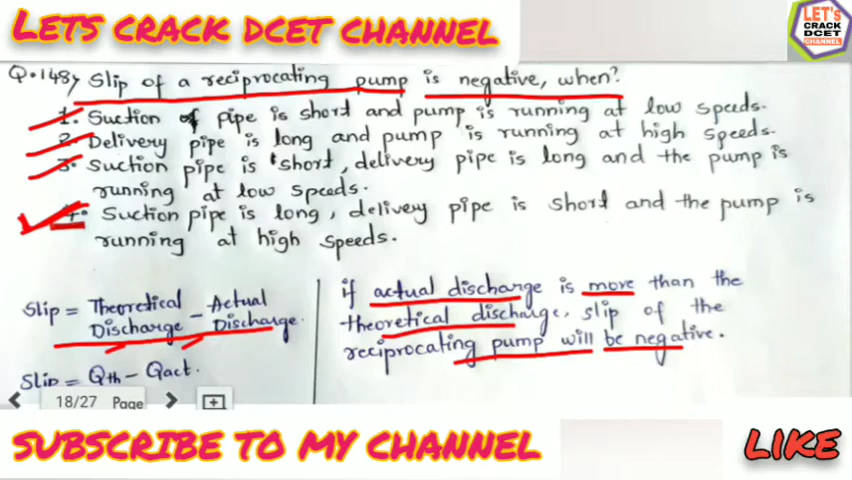 LETS CRACK DCET CHANNEL
LET'S
CRACK
DCET
CHANNEL
Q.148, Slip of a reciprocating pump is negative, when?
1. Suction of pipe is short and pump is running at low speeds.
2. Delivery pipe is long and pump is running at high speeds.
3. Suction pipe is short, delivery pipe is long and the pump is
running at low speeds.
4. Suction pipe is long, delivery pipe is short and the pump is
running at high speeds.
Slip = Theoretical Discharge - Actual Discharge.
Slip = Qth - Qact.
if actual discharge is more than the
theoretical discharge, slip of the
reciprocating pump will be negative.
18/27 Page
SUBSCRIBE TO MY CHANNEL
LIKE